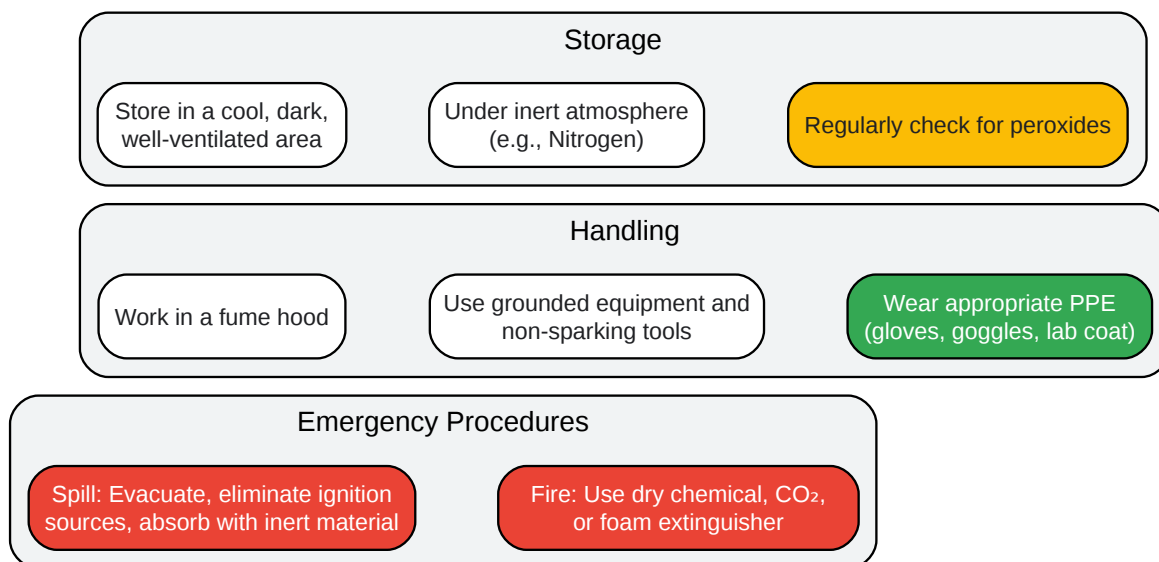 Storage
Store in a cool, dark,
well-ventilated area
Under inert atmosphere
(e.g., Nitrogen)
Regularly check for peroxides
Handling
Work in a fume hood
Use grounded equipment and
non-sparking tools
Wear appropriate PPE
(gloves, goggles, lab coat)
Emergency Procedures
Spill: Evacuate, eliminate ignition
sources, absorb with inert material
Fire: Use dry chemical, CO₂,
or foam extinguisher